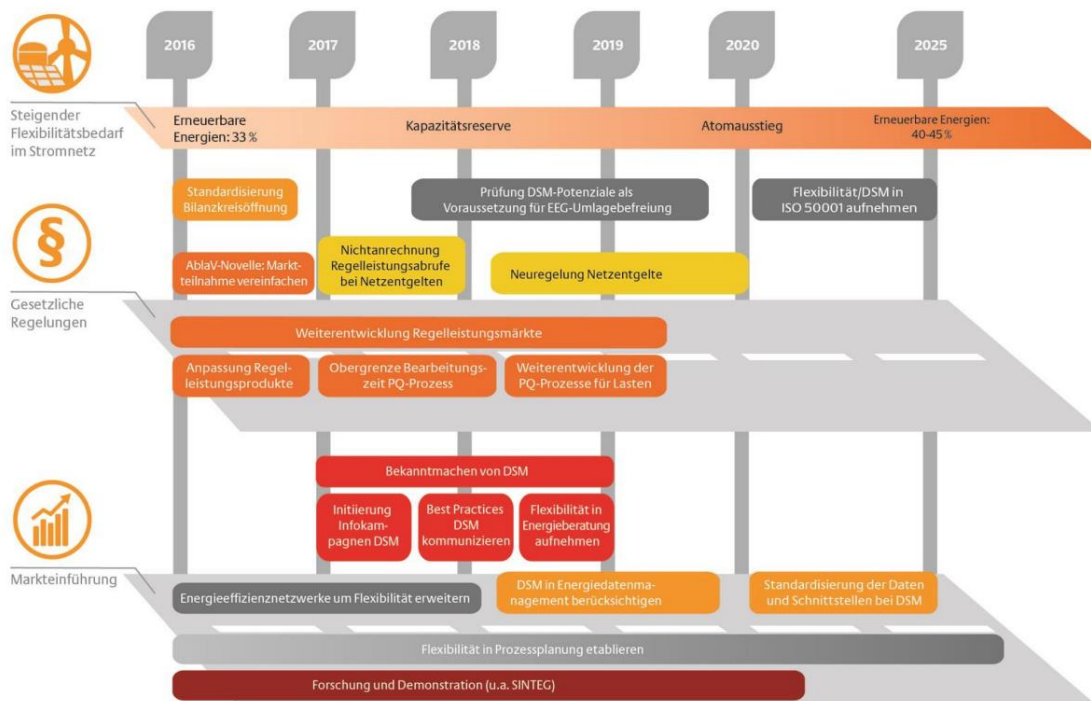 2016
2017
2018
2019
2020
2025
Steigender
Flexibilitätsbedarf
im Stromnetz
Erneuerbare
Energien: 33 %
Kapazitätsreserve
Atomausstieg
Erneuerbare Energien:
40-45 %
Standardisierung
Bilanzkreisöffnung
Prüfung DSM-Potenziale als
Voraussetzung für EEG-Umlagebefreiung
Flexibilität/DSM in
ISO 50001 aufnehmen
§
Gesetzliche
Regelungen
AblaV-Novelle: Markt-
teilnahme vereinfachen
Nichtanrechnung
Regelleistungsabrufe
bei Netzentgelten
Neuregelung Netzentgelte
Weiterentwicklung Regelleistungsmärkte
Anpassung Regel-
leistungsprodukte
Obergrenze Bearbeitungs-
zeit PQ-Prozess
Weiterentwicklung der
PQ-Prozesse für Lasten
Bekanntmachen von DSM
Initiierung
Infokam-
pagnen DSM
Best Practices
DSM
kommunizieren
Flexibilität in
Energieberatung
aufnehmen
Markteinführung
Energieeffizienznetzwerke um Flexibilität erweitern
DSM in Energiedatenma-
nagement berücksichtigen
Standardisierung der Daten
und Schnittstellen bei DSM
Flexibilität in Prozessplanung etablieren
Forschung und Demonstration (u.a. SINTEG)